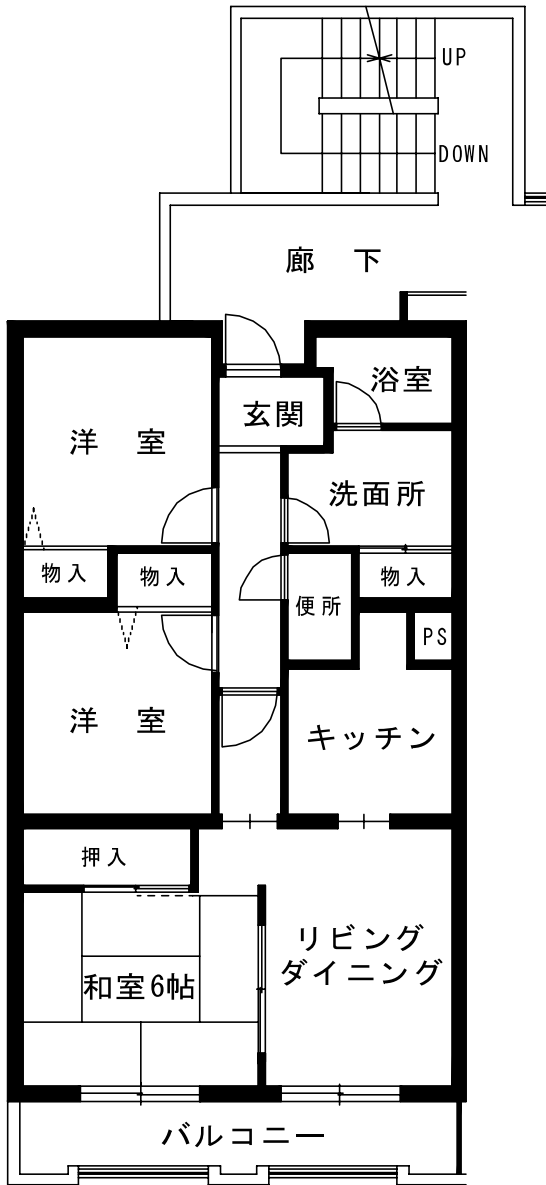 UP
DOWN
廊 下
浴室
玄関
洋 室
洗面所
物入
物入
物入
便所
PS
洋 室
キッチン
押入
リビング
ダイニング
和室6帖
バルコニー